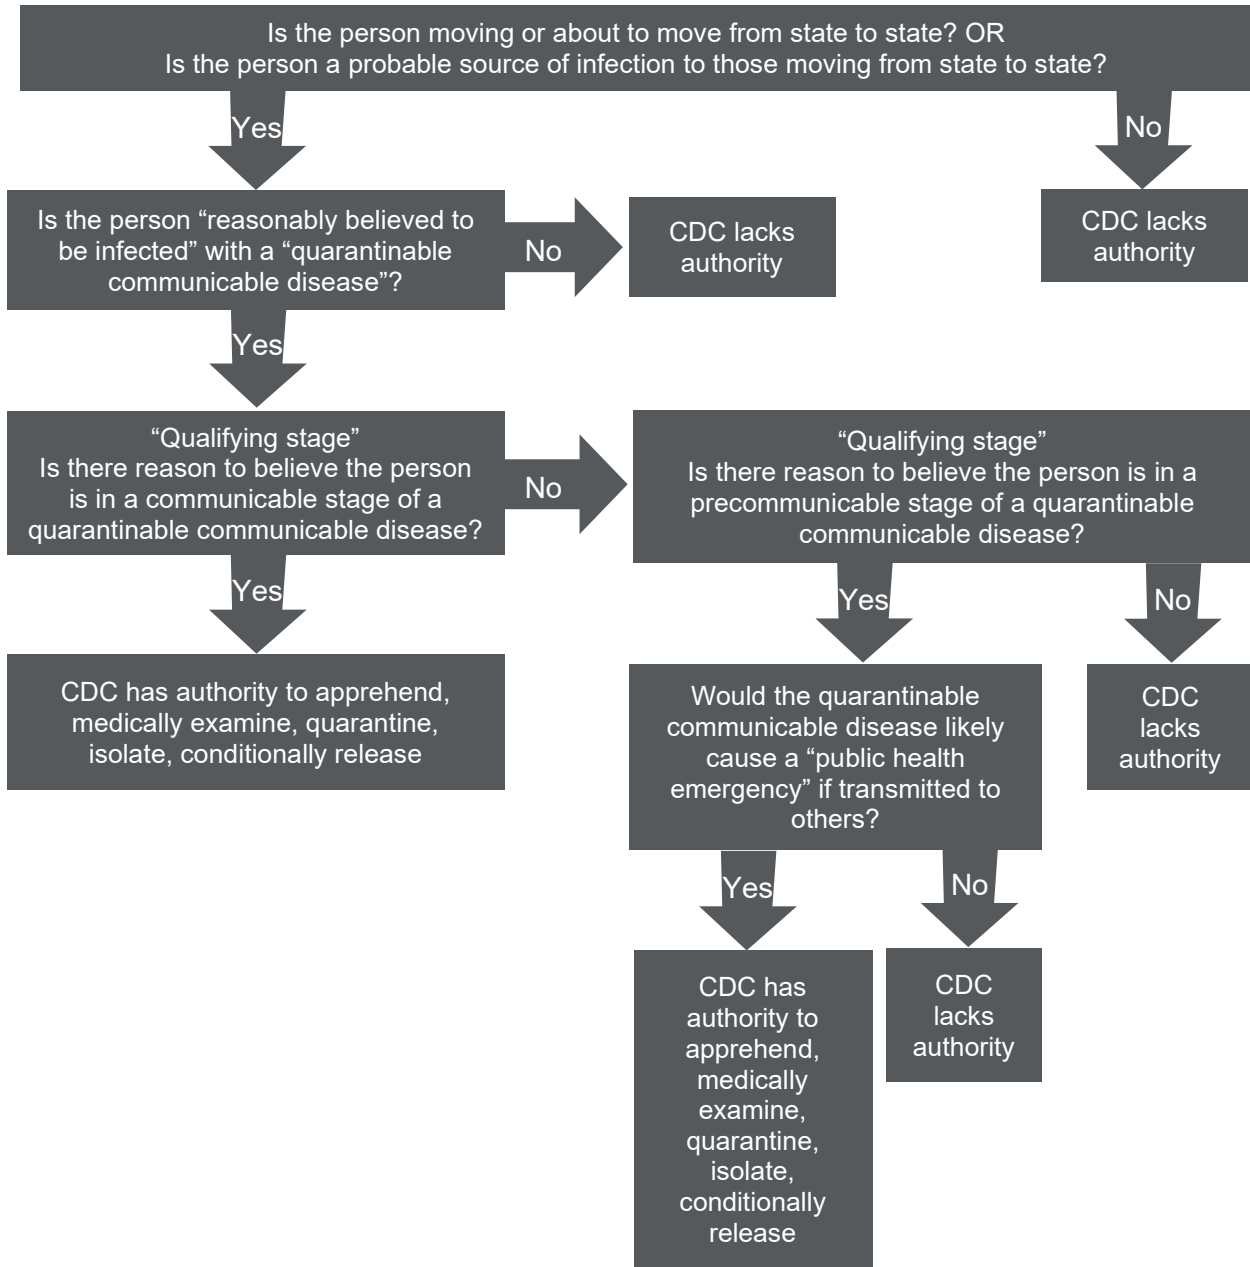 Is the person moving or about to move from state to state? OR
Is the person a probable source of infection to those moving from state to state?
Yes
No
Is the person “reasonably believed to
be infected” with a “quarantinable
communicable disease”?
No
CDC lacks
authority
CDC lacks
authority
Yes
“Qualifying stage”
Is there reason to believe the person
is in a communicable stage of a
quarantinable communicable disease?
No
“Qualifying stage”
Is there reason to believe the person is in a
precommunicable stage of a quarantinable
communicable disease?
Yes
Yes
No
CDC has authority to apprehend,
medically examine, quarantine,
isolate, conditionally release
Would the quarantinable
communicable disease likely
cause a “public health
emergency” if transmitted to
others?
CDC
lacks
authority
Yes
No
CDC has
authority to
apprehend,
medically
examine,
quarantine,
isolate,
conditionally
release
CDC
lacks
authority